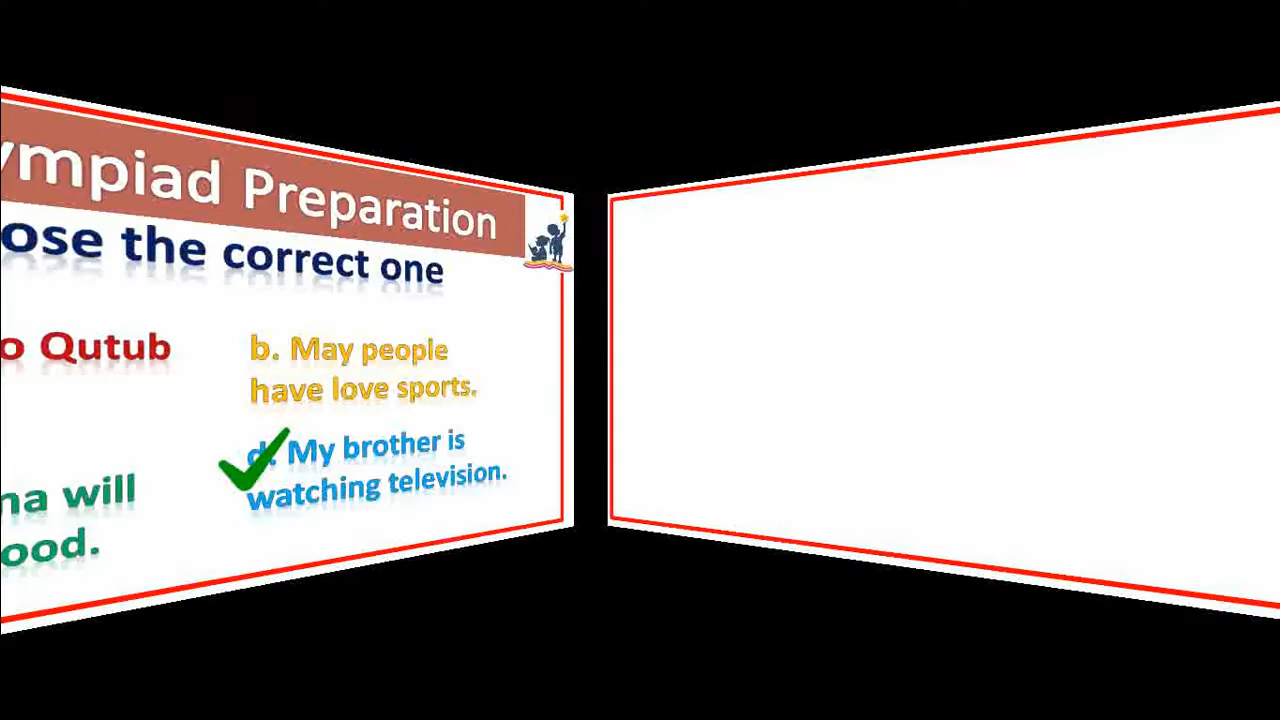 ympiad Preparation
ose the correct one
o Qutub
b. May people
have love sports.
d. My brother is
watching television.
na will
ood.